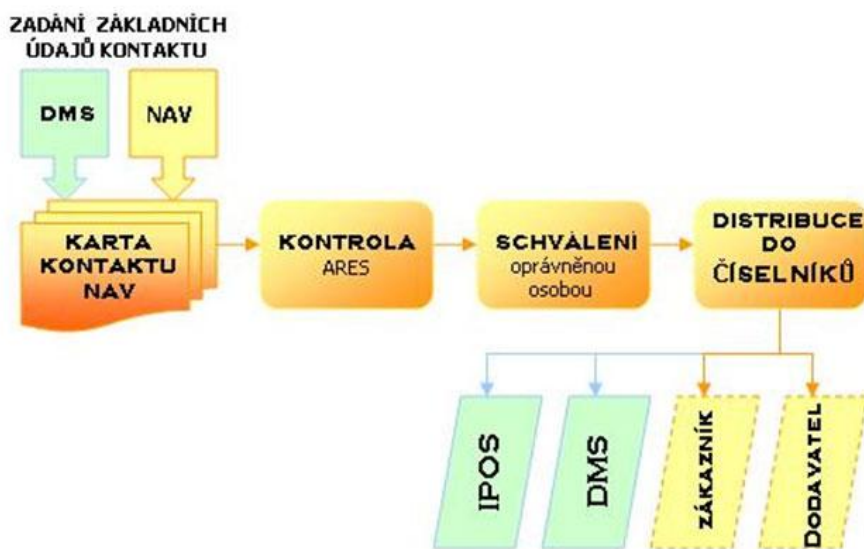 ZADÁNÍ ZÁKLADNÍCH
ÚDAJŮ KONTAKTU
DMS
NAV
KARTA
KONTAKTU
NAV
KONTROLA
ARES
SCHVÁLENÍ
oprávněnou
osobou
DISTRIBUCE
DO
ČÍSELNÍKŮ
IPOS
DMS
ZÁKAZNÍK
DODAVATEL